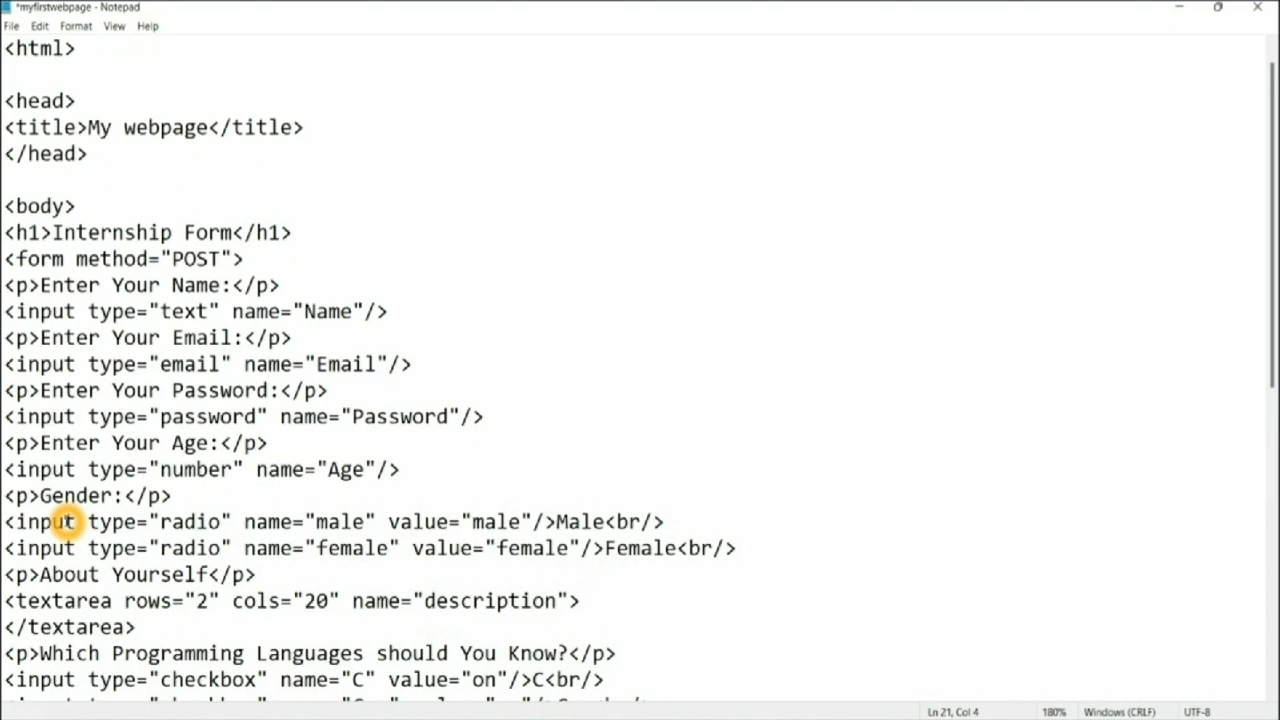 *myfirstwebpage - Notepad
File Edit Format View Help
<html>
<head>
<title>My webpage</title>
</head>
<body>
<h1>Internship Form</h1>
<form method="POST">
<p>Enter Your Name:</p>
<input type="text" name="Name"/>
<p>Enter Your Email:</p>
<input type="email" name="Email"/>
<p>Enter Your Password:</p>
<input type="password" name="Password"/>
<p>Enter Your Age:</p>
<input type="number" name="Age"/>
<p>Gender:</p>
<input type="radio" name="male" value="male"/>Male<br/>
<input type="radio" name="female" value="female"/>Female<br/>
<p>About Yourself</p>
<textarea rows="2" cols="20" name="description">
</textarea>
<p>Which Programming Languages should You Know?</p>
<input type="checkbox" name="C" value="on"/>C<br/>
Ln 21, Col 4 180% Windows (CRLF) UTF-8